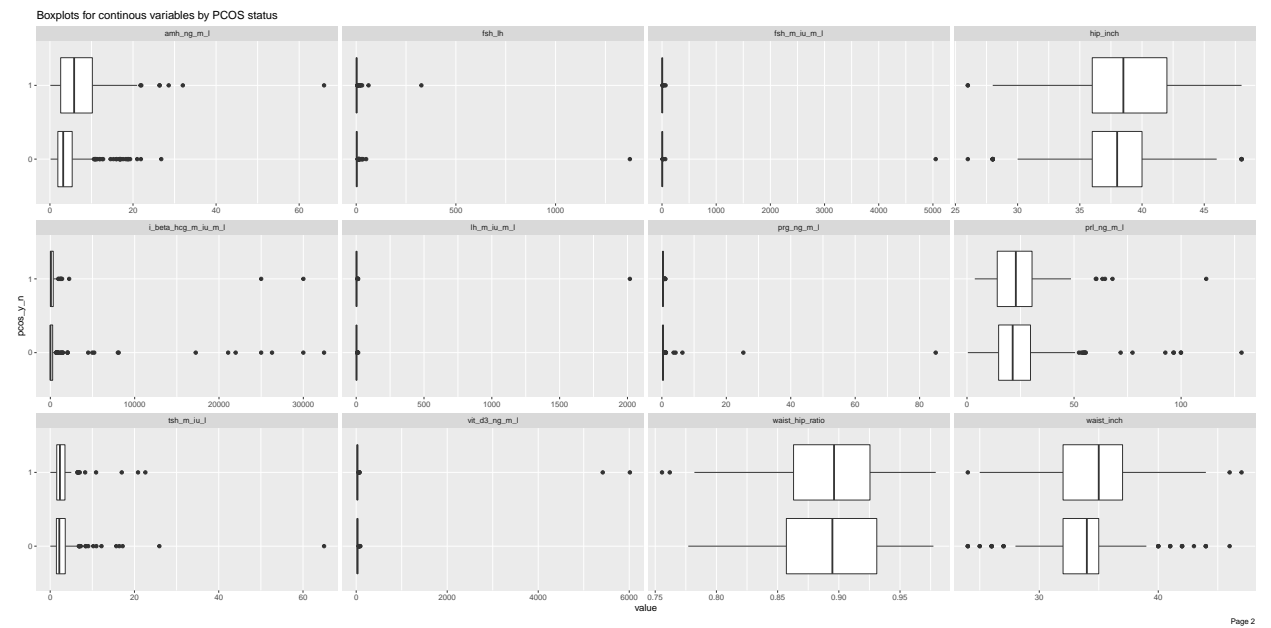 Boxplots for continous variables by PCOS status
amh_ng_m_l fsh_lh fsh_m_iu_m_l hip_inch
1
0
0 20 40 60 0 500 1000 0 1000 2000 3000 4000 5000 25 30 35 40 45
i_beta_hcg_m_iu_m_l lh_m_iu_m_l prg_ng_m_l prl_ng_m_l
1
pcos_y_n
0
0 10000 20000 30000 0 500 1000 1500 2000 0 20 40 60 80 0 50 100
tsh_m_iu_l vit_d3_ng_m_l waist_hip_ratio waist_inch
1
0
0 20 40 60 0 2000 4000 6000 0.75 0.80 0.85 0.90 0.95 30 40
value
Page 2